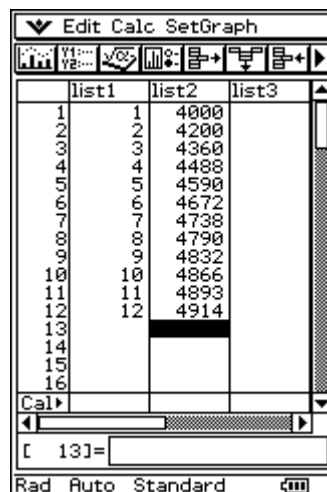 Edit Calc SetGraph
Y1
Y2
list1 list2 list3
1 1 4000
2 2 4200
3 3 4360
4 4 4488
5 5 4590
6 6 4672
7 7 4738
8 8 4790
9 9 4832
10 10 4866
11 11 4893
12 12 4914
13
14
15
16
Cal
[ 13]=
Rad Auto Standard